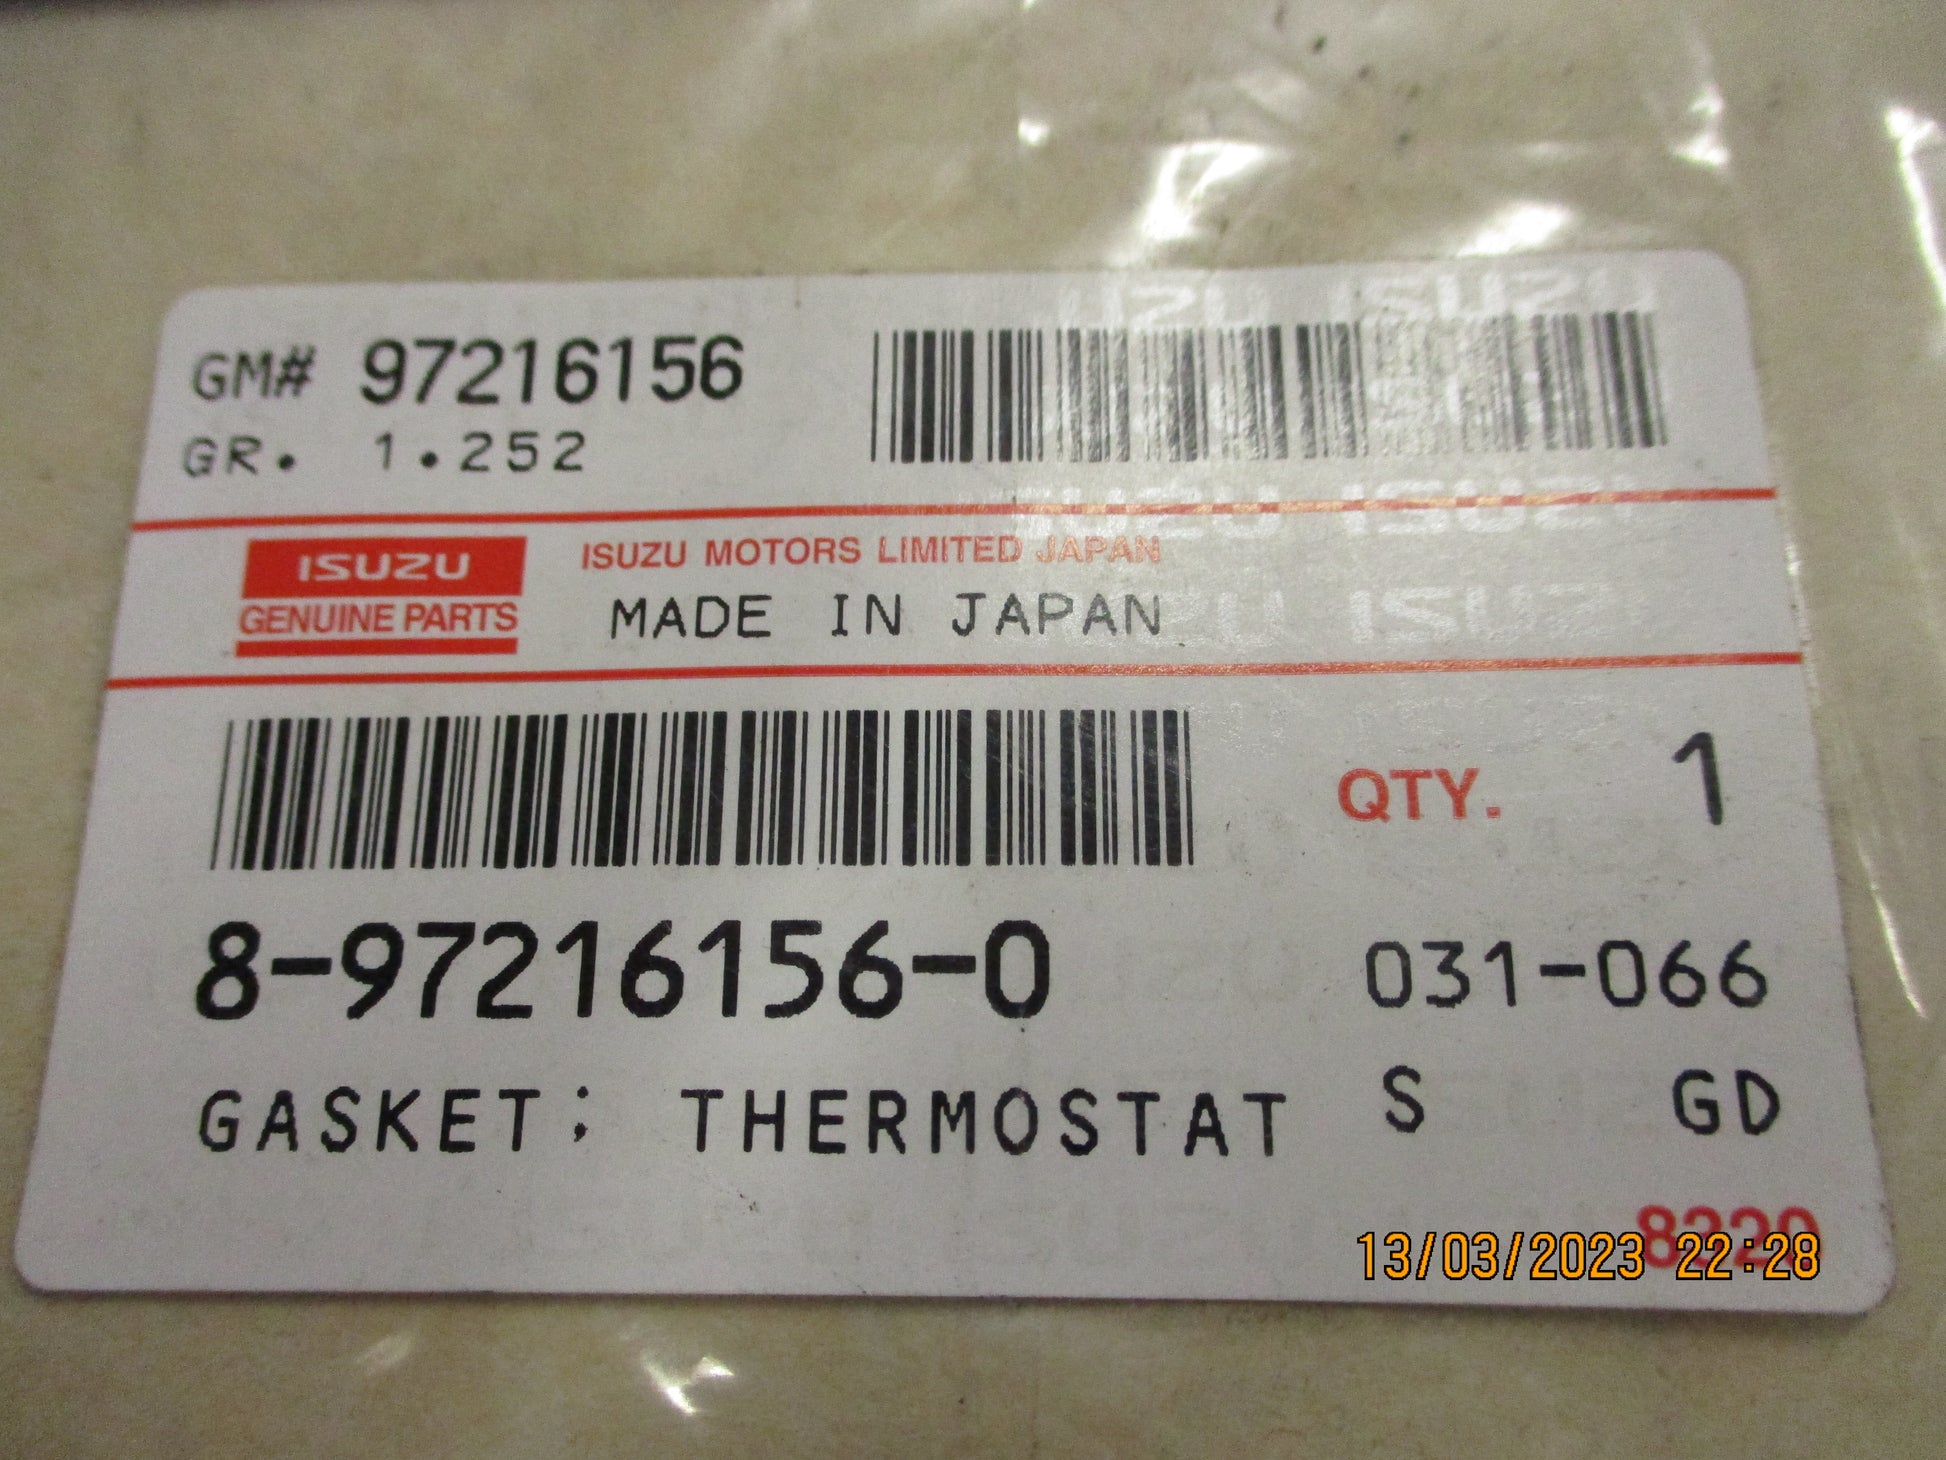 GM# 97216156
GR. 1.252
ISUZU
GENUINE PARTS
ISUZU MOTORS LIMITED JAPAN
MADE IN JAPAN
QTY. 1
8-97216156-0 031-066
GASKET; THERMOSTAT S GD
13/03/2023 22:28